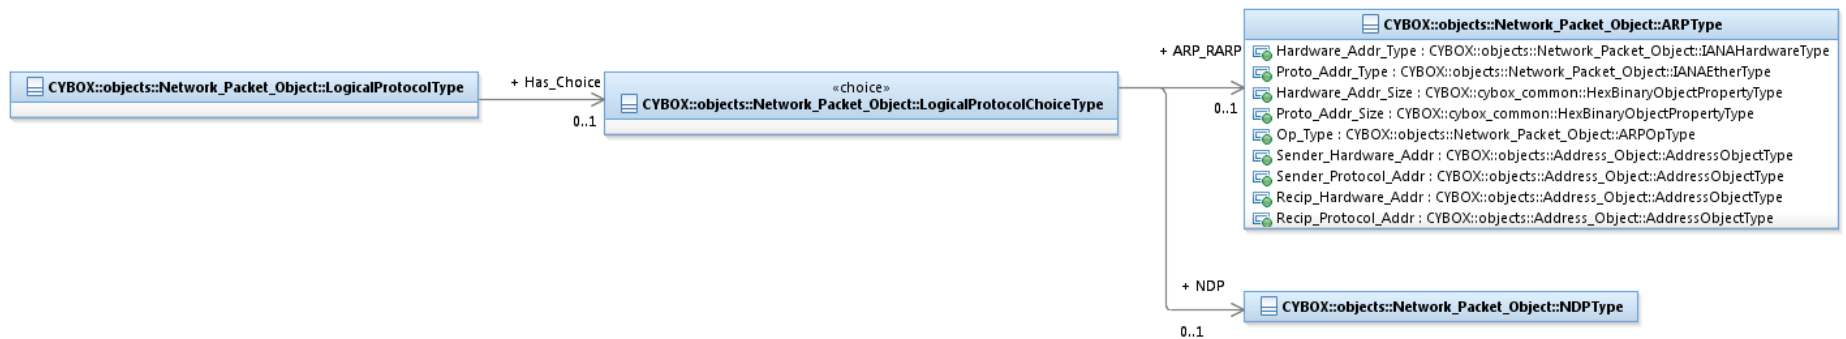 CYBOX::objects::Network_Packet_Object::LogicalProtocolType
+ Has_Choice
0..1
«choice»
CYBOX::objects::Network_Packet_Object::LogicalProtocolChoiceType
+ ARP_RARP
0..1
CYBOX::objects::Network_Packet_Object::ARPType
Hardware_Addr_Type : CYBOX::objects::Network_Packet_Object::IANAHardwareType
Proto_Addr_Type : CYBOX::objects::Network_Packet_Object::IANAEtherType
Hardware_Addr_Size : CYBOX::cybox_common::HexBinaryObjectPropertyType
Proto_Addr_Size : CYBOX::cybox_common::HexBinaryObjectPropertyType
Op_Type : CYBOX::objects::Network_Packet_Object::ARPOpType
Sender_Hardware_Addr : CYBOX::objects::Address_Object::AddressObjectType
Sender_Protocol_Addr : CYBOX::objects::Address_Object::AddressObjectType
Recip_Hardware_Addr : CYBOX::objects::Address_Object::AddressObjectType
Recip_Protocol_Addr : CYBOX::objects::Address_Object::AddressObjectType
+ NDP
0..1
CYBOX::objects::Network_Packet_Object::NDPType